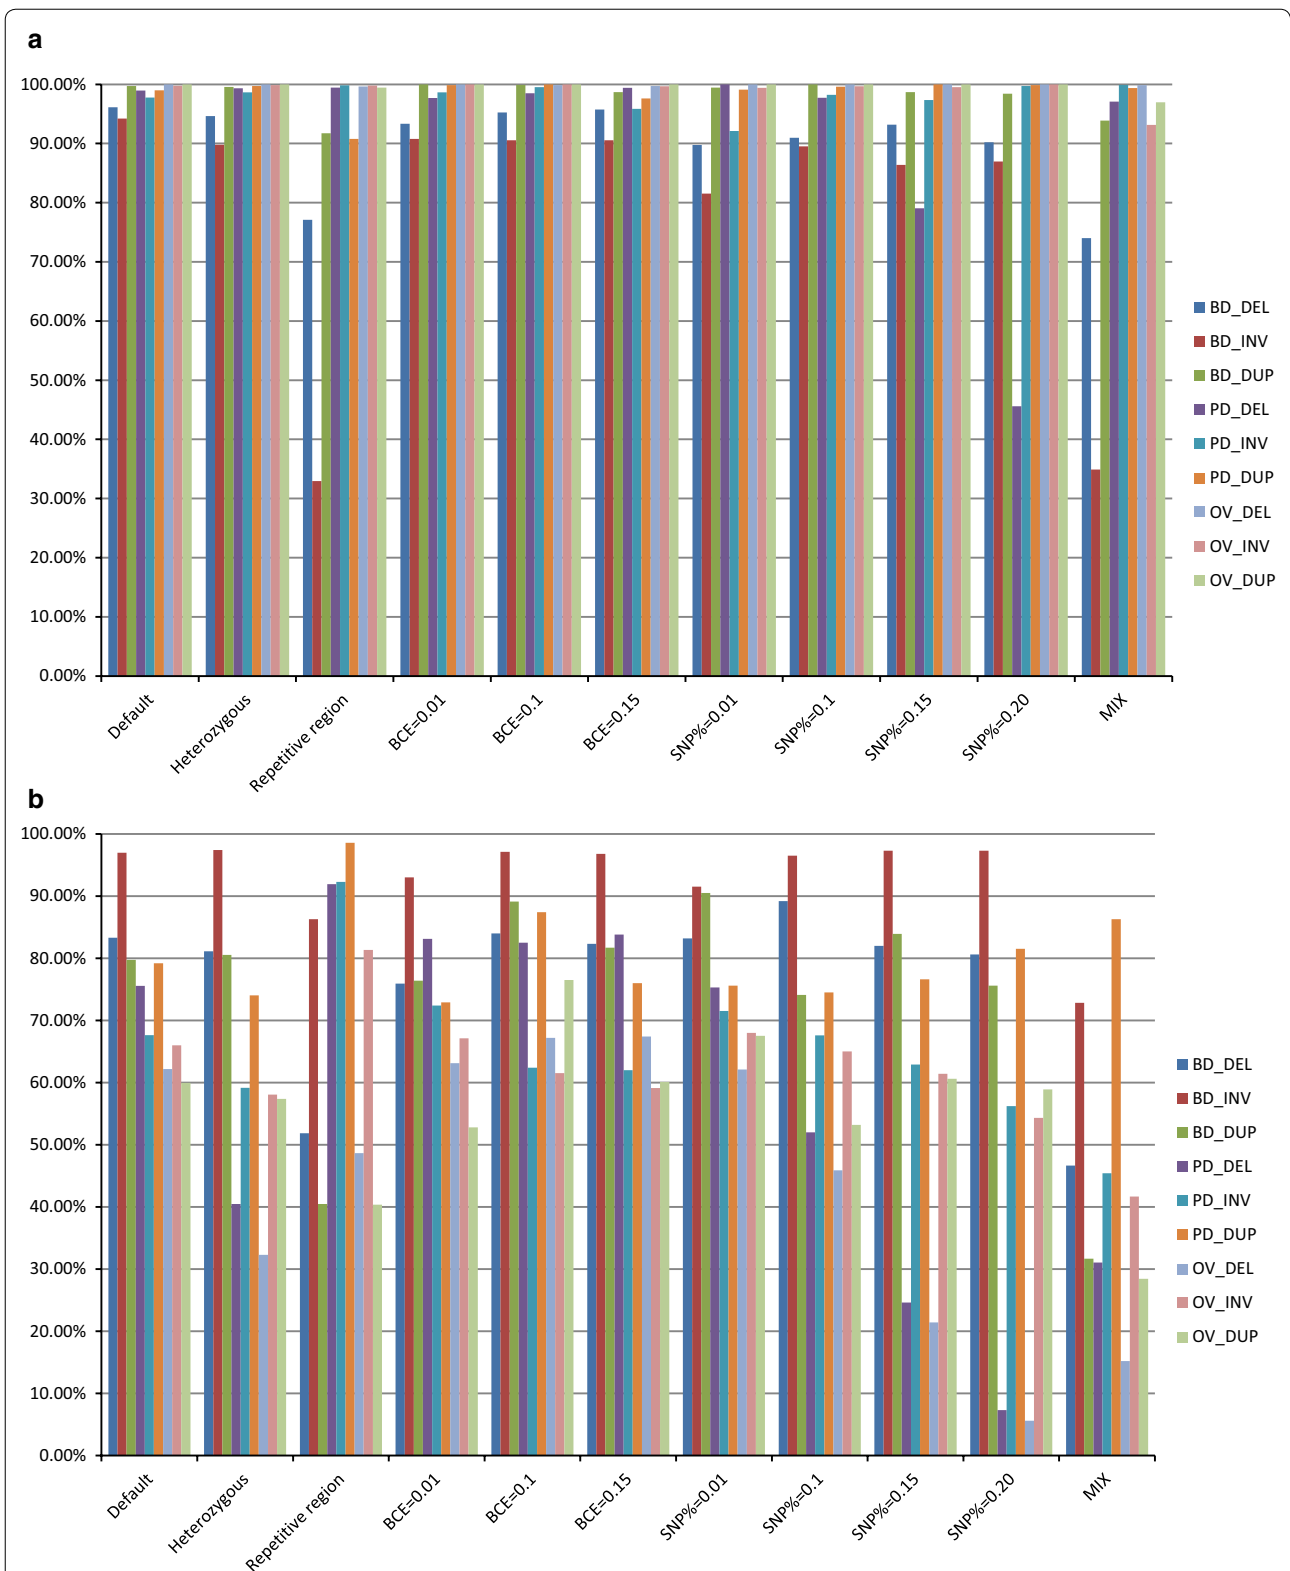 a
100.00%
90.00%
80.00%
70.00%
60.00%
50.00%
40.00%
30.00%
20.00%
10.00%
0.00%
Default
Heterozygous
Repetitive region
BCE=0.01
BCE=0.1
BCE=0.15
SNP%=0.01
SNP%=0.1
SNP%=0.15
SNP%=0.20
MIX
BD_DEL
BD_INV
BD_DUP
PD_DEL
PD_INV
PD_DUP
OV_DEL
OV_INV
OV_DUP
b
100.00%
90.00%
80.00%
70.00%
60.00%
50.00%
40.00%
30.00%
20.00%
10.00%
0.00%
Default
Heterozygous
Repetitive region
BCE=0.01
BCE=0.1
BCE=0.15
SNP%=0.01
SNP%=0.1
SNP%=0.15
SNP%=0.20
MIX
BD_DEL
BD_INV
BD_DUP
PD_DEL
PD_INV
PD_DUP
OV_DEL
OV_INV
OV_DUP